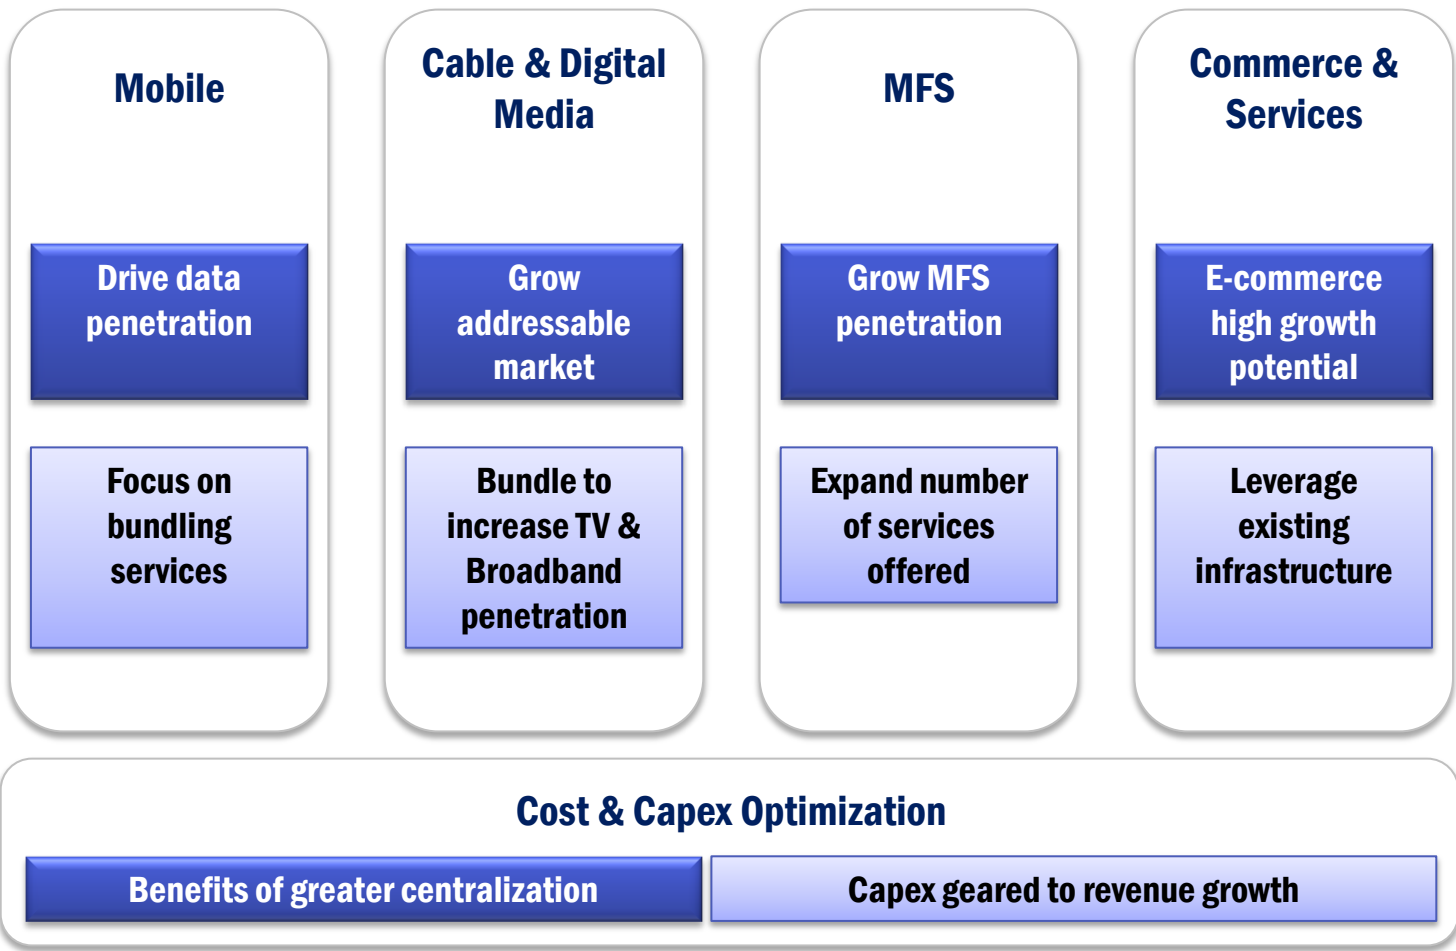 Mobile
Drive data
penetration
Focus on
bundling
services
Cable & Digital
Media
Grow
addressable
market
Bundle to
increase TV &
Broadband
penetration
MFS
Grow MFS
penetration
Expand number
of services
offered
Commerce &
Services
E-commerce
high growth
potential
Leverage
existing
infrastructure
Cost & Capex Optimization
Benefits of greater centralization
Capex geared to revenue growth